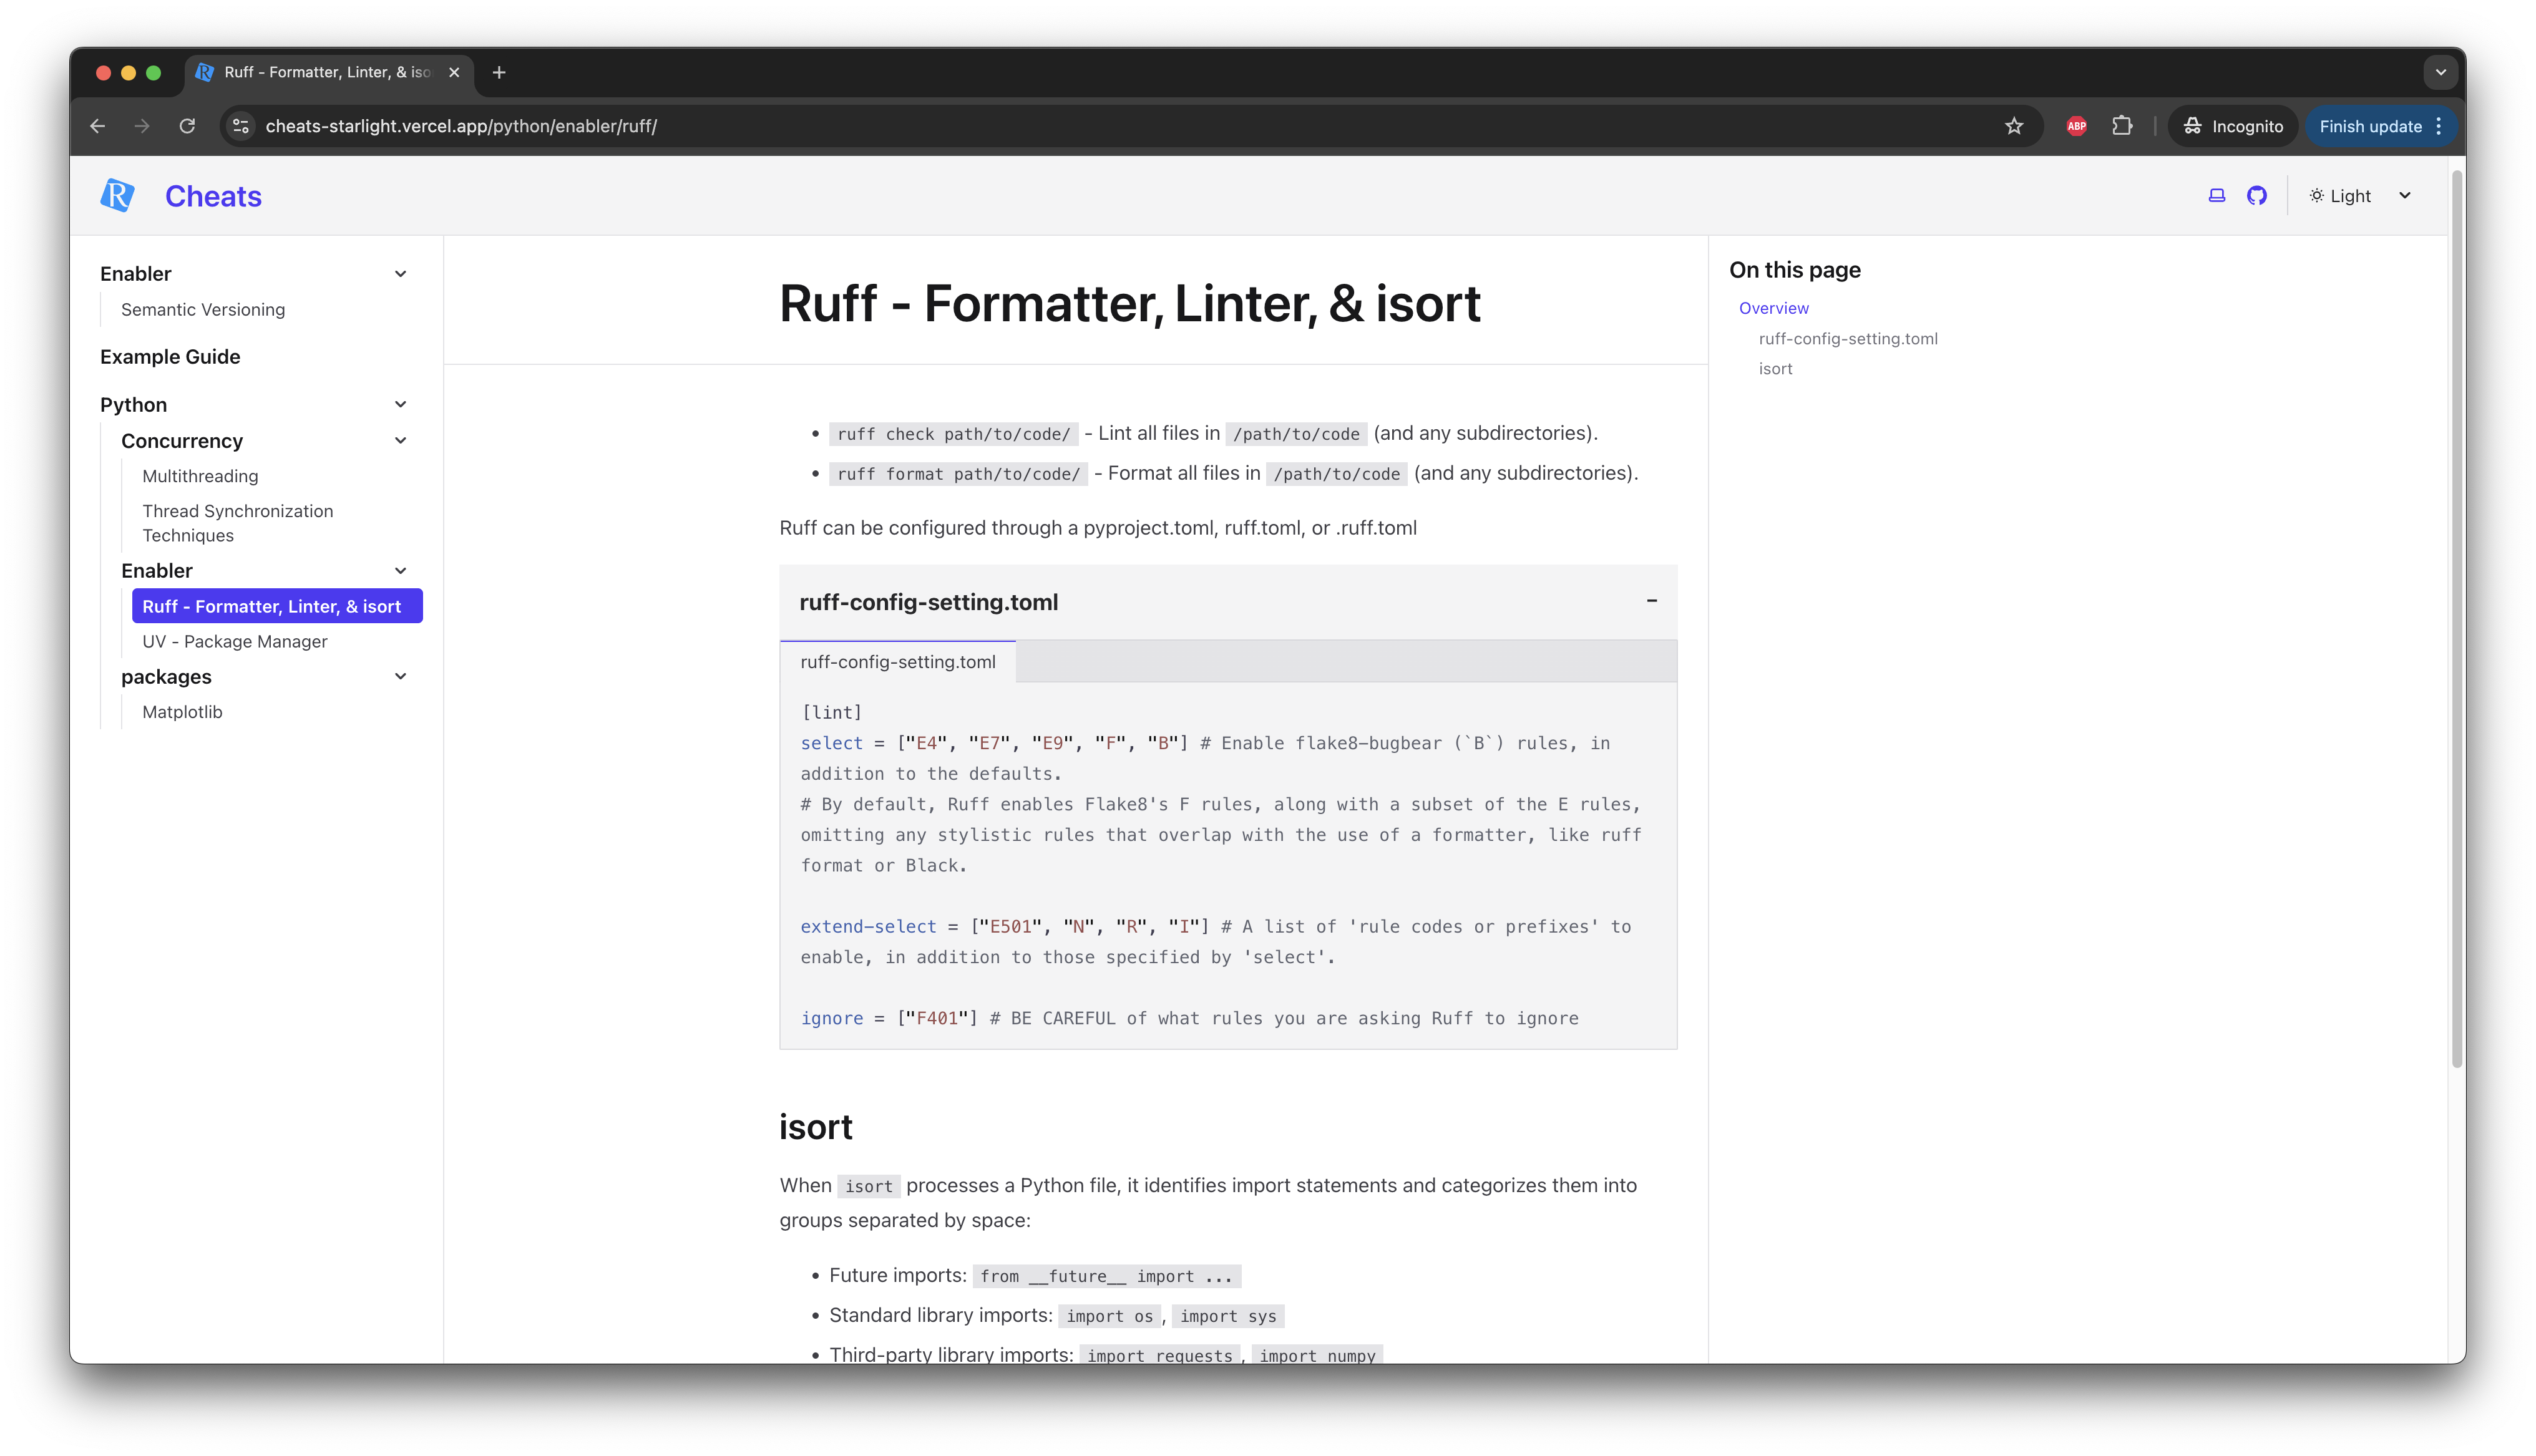 Ruff - Formatter, Linter, & iso
cheats-starlight.vercel.app/python/enabler/ruff/
ABP
Incognito
Finish update
R
Cheats
Light
Enabler
Semantic Versioning
Example Guide
Python
Concurrency
Multithreading
Thread Synchronization
Techniques
Enabler
Ruff - Formatter, Linter, & isort
UV - Package Manager
packages
Matplotlib
Ruff - Formatter, Linter, & isort
ruff check path/to/code/ - Lint all files in /path/to/code (and any subdirectories).
ruff format path/to/code/ - Format all files in /path/to/code (and any subdirectories).
Ruff can be configured through a pyproject.toml, ruff.toml, or .ruff.toml
ruff-config-setting.toml
ruff-config-setting.toml
[lint]
select = ["E4", "E7", "E9", "F", "B"] # Enable flake8-bugbear (`B`) rules, in
addition to the defaults.
# By default, Ruff enables Flake8's F rules, along with a subset of the E rules,
omitting any stylistic rules that overlap with the use of a formatter, like ruff
format or Black.
extend-select = ["E501", "N", "R", "I"] # A list of 'rule codes or prefixes' to
enable, in addition to those specified by 'select'.
ignore = ["F401"] # BE CAREFUL of what rules you are asking Ruff to ignore
isort
When isort processes a Python file, it identifies import statements and categorizes them into
groups separated by space:
Future imports: from __future__ import ...
Standard library imports: import os, import sys
Third-party library imports: import requests, import numpy
On this page
Overview
ruff-config-setting.toml
isort